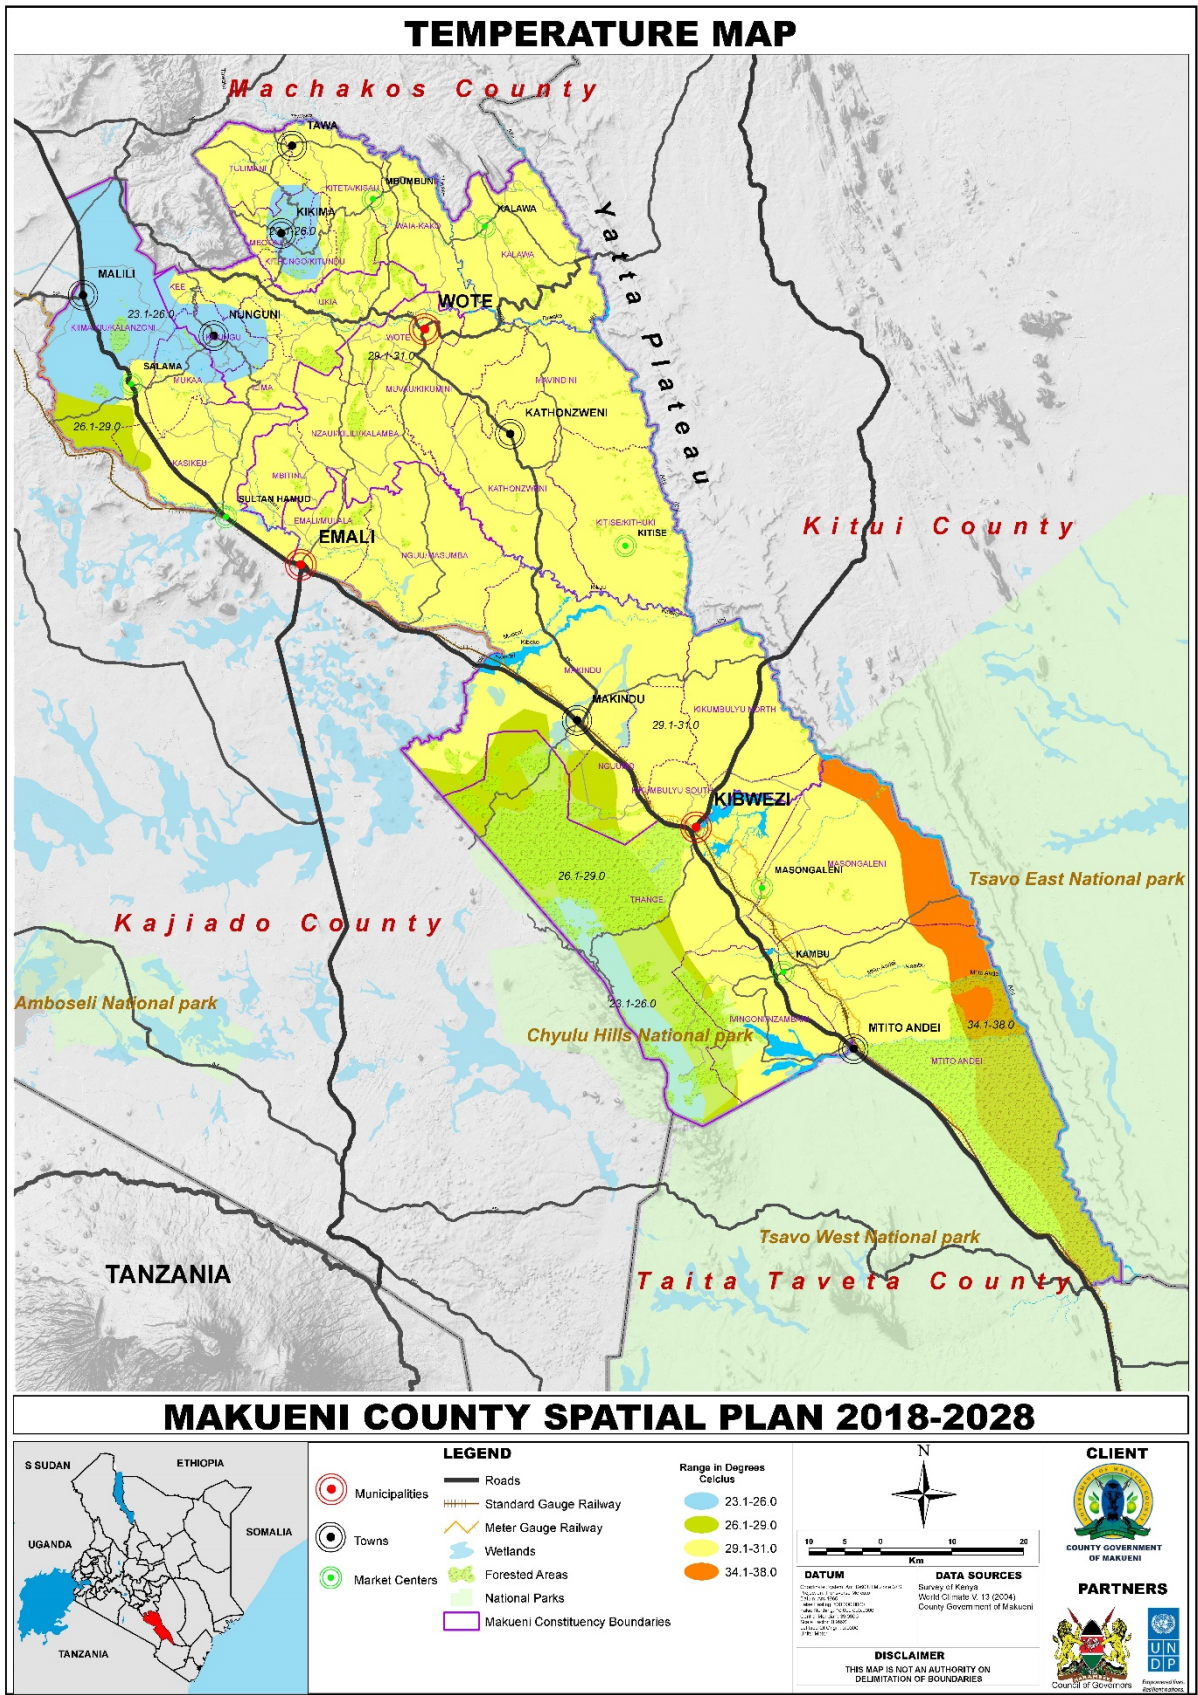 TEMPERATURE MAP
Machakos County
TAWA
TULIMANI
KITETA/KISAU
MBUMBUNI
KIKIMA
23.1-26.0
WAIA-KAKO
KALAWA
KALAWA
KITHONGO/KITUNDU
Yatta Plateau
MALILI
KEE
UKIA
WOTE
23.1-26.0
NUNGUNI
KIIMA KIU/KALANZONI
WOTE
29.1-31.0
SALAMA
MUKAA
MUVAU/KIKUMINI
MAVINDINI
KATHONZWENI
26.1-29.0
NZAUI/KILILI/KALAMBA
KASIKEU
MBITINI
KATHONZWENI
SULTAN HAMUD
EMALI/MULALA
KITISE/KITHUKI
KITISE
Kitui County
EMALI
NGUU/MASUMBA
Kiboko
MAKINDU
MAKINDU
KIKUMBULYU NORTH
29.1-31.0
NGUUMO
KIKUMBULYU SOUTH
KIBWEZI
MASONGALENI
MASONGALENI
26.1-29.0
Tsavo East National park
THANGE
Kajiado County
KAMBU
Mtito Andei
Amboseli National park
23.1-26.0
34.1-38.0
MTITO ANDEI
Chyulu Hills National park
MTITO ANDEI
Tsavo West National park
TANZANIA
Taita Taveta County
MAKUENI COUNTY SPATIAL PLAN 2018-2028
S SUDAN
ETHIOPIA
UGANDA
SOMALIA
TANZANIA
LEGEND
Municipalities
Towns
Market Centers
Roads
Standard Gauge Railway
Meter Gauge Railway
Wetlands
Forested Areas
National Parks
Makueni Constituency Boundaries
Range in Degrees
Celcius
23.1-26.0
26.1-29.0
29.1-31.0
34.1-38.0
N
10 5 0 10 20
Km
DATUM
DATA SOURCES
Survey of Kenya
World Climate V. 13 (2004)
County Government of Makueni
DISCLAIMER
THIS MAP IS NOT AN AUTHORITY ON
DELIMITATION OF BOUNDARIES
CLIENT
COUNTY GOVERNMENT
OF MAKUENI
PARTNERS
Council of Governors
U N
D P
Empowered lives.
Resilient nations.